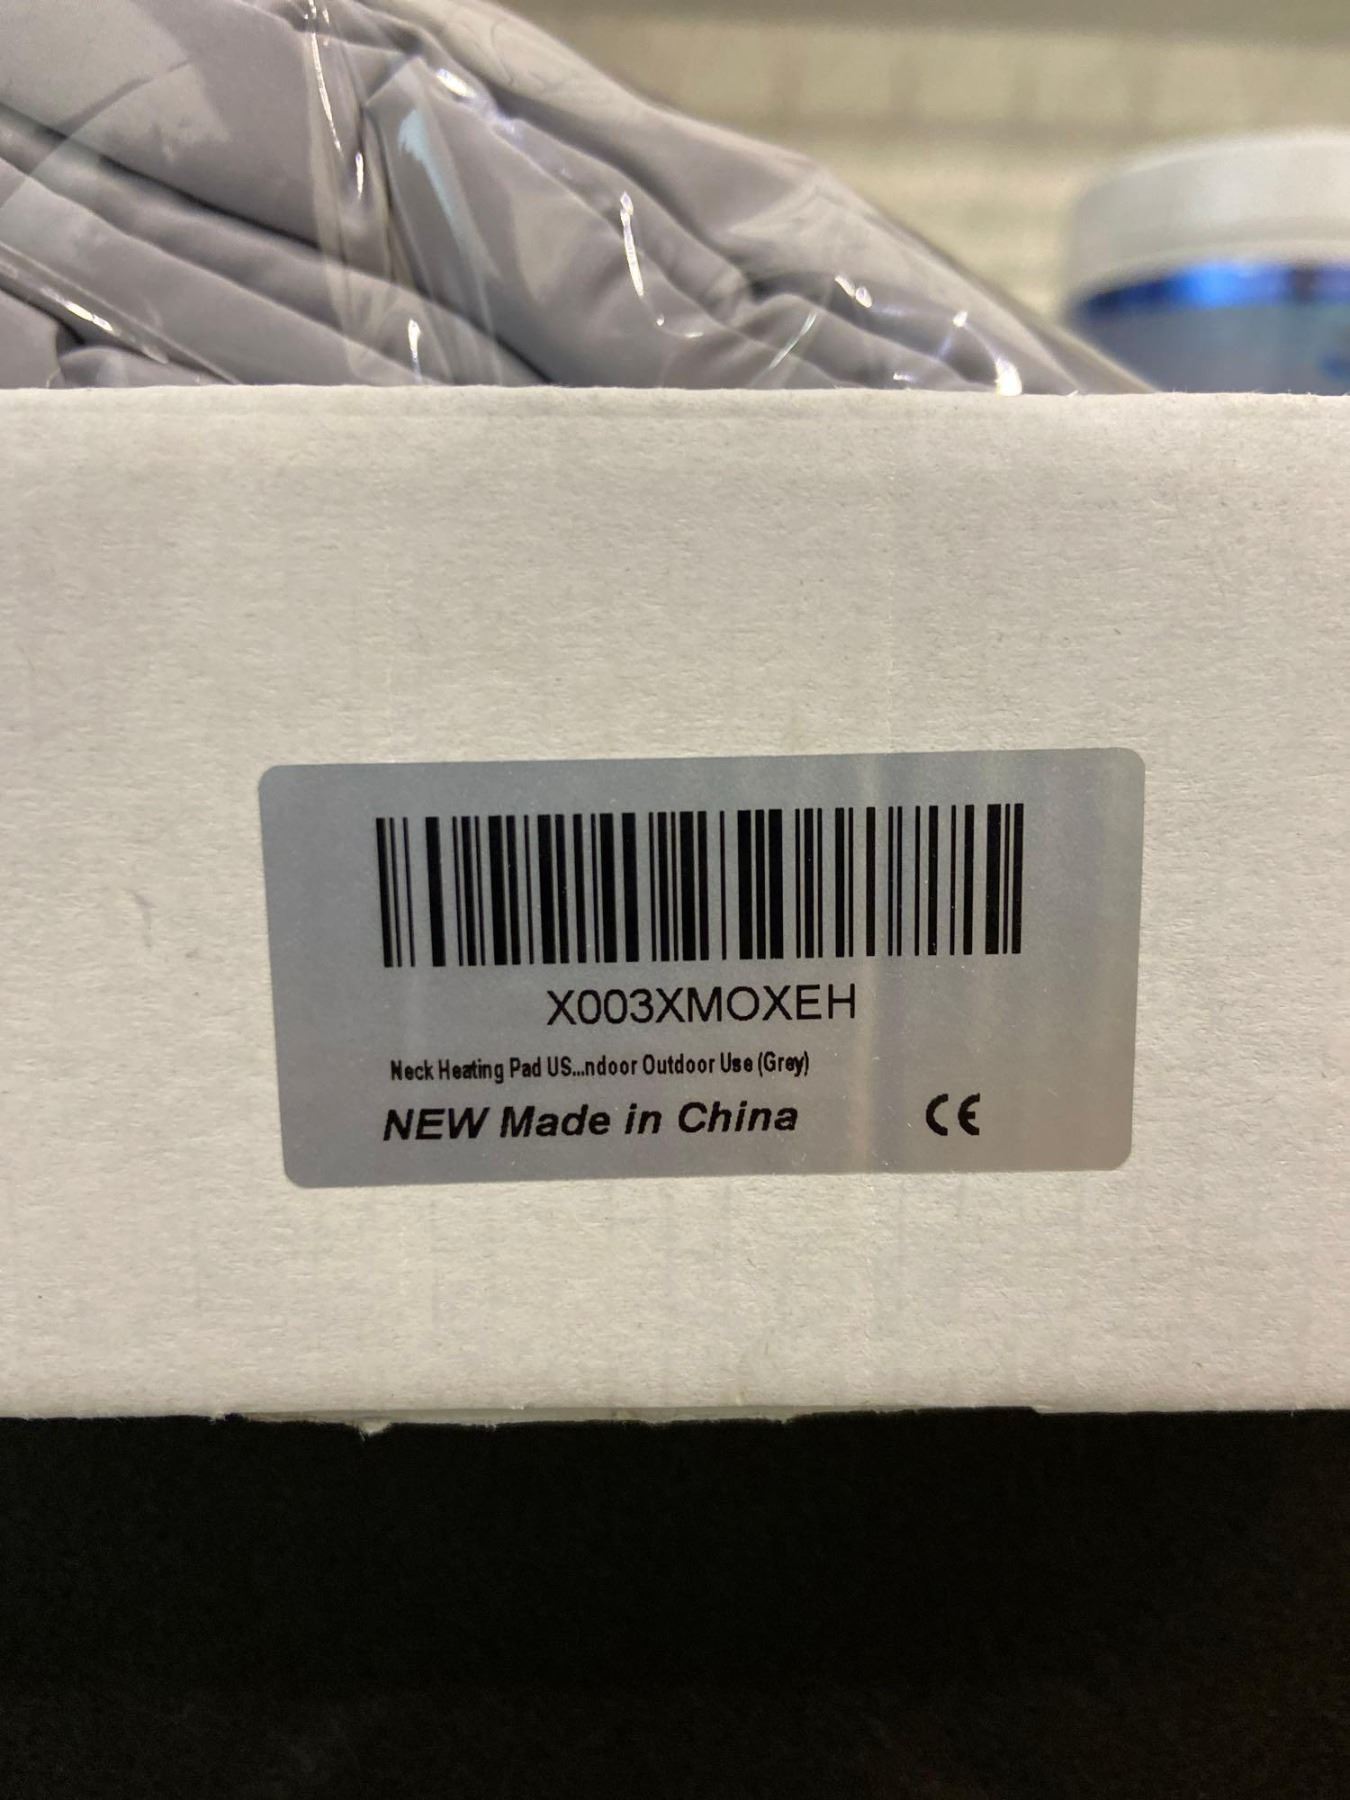 X003XMOXEH
Neck Heating Pad US...ndoor Outdoor Use (Grey)
NEW Made in China
CE